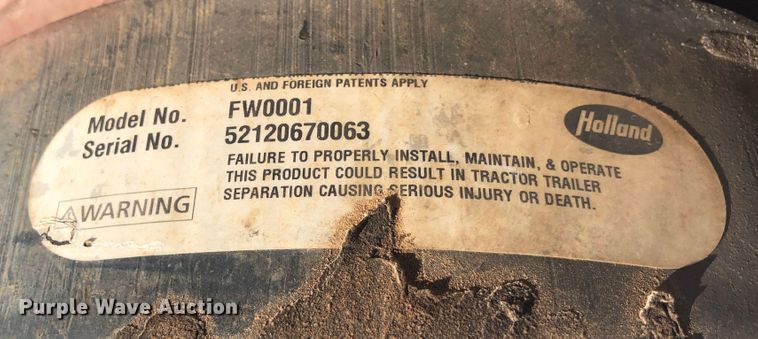 U.S. AND FOREIGN PATENTS APPLY
Model No. FW0001
Serial No. 52120670063
Holland
FAILURE TO PROPERLY INSTALL, MAINTAIN, & OPERATE
THIS PRODUCT COULD RESULT IN TRACTOR TRAILER
SEPARATION CAUSING SERIOUS INJURY OR DEATH.
WARNING
Purple Wave Auction